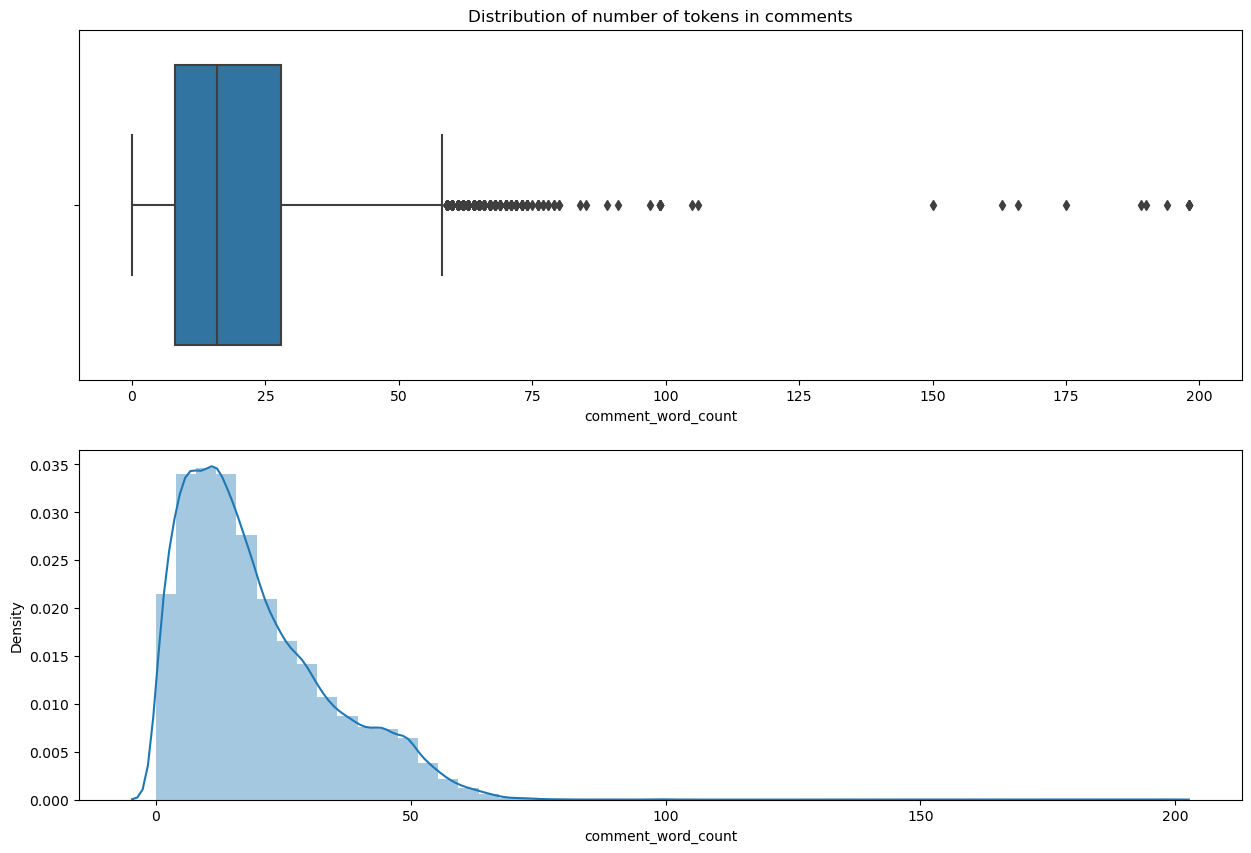 Distribution of number of tokens in comments
0 25 50 75 100 125 150 175 200
comment_word_count
0.035
0.030
0.025
0.020
0.015
0.010
0.005
0.000
Density
0 50 100 150 200
comment_word_count